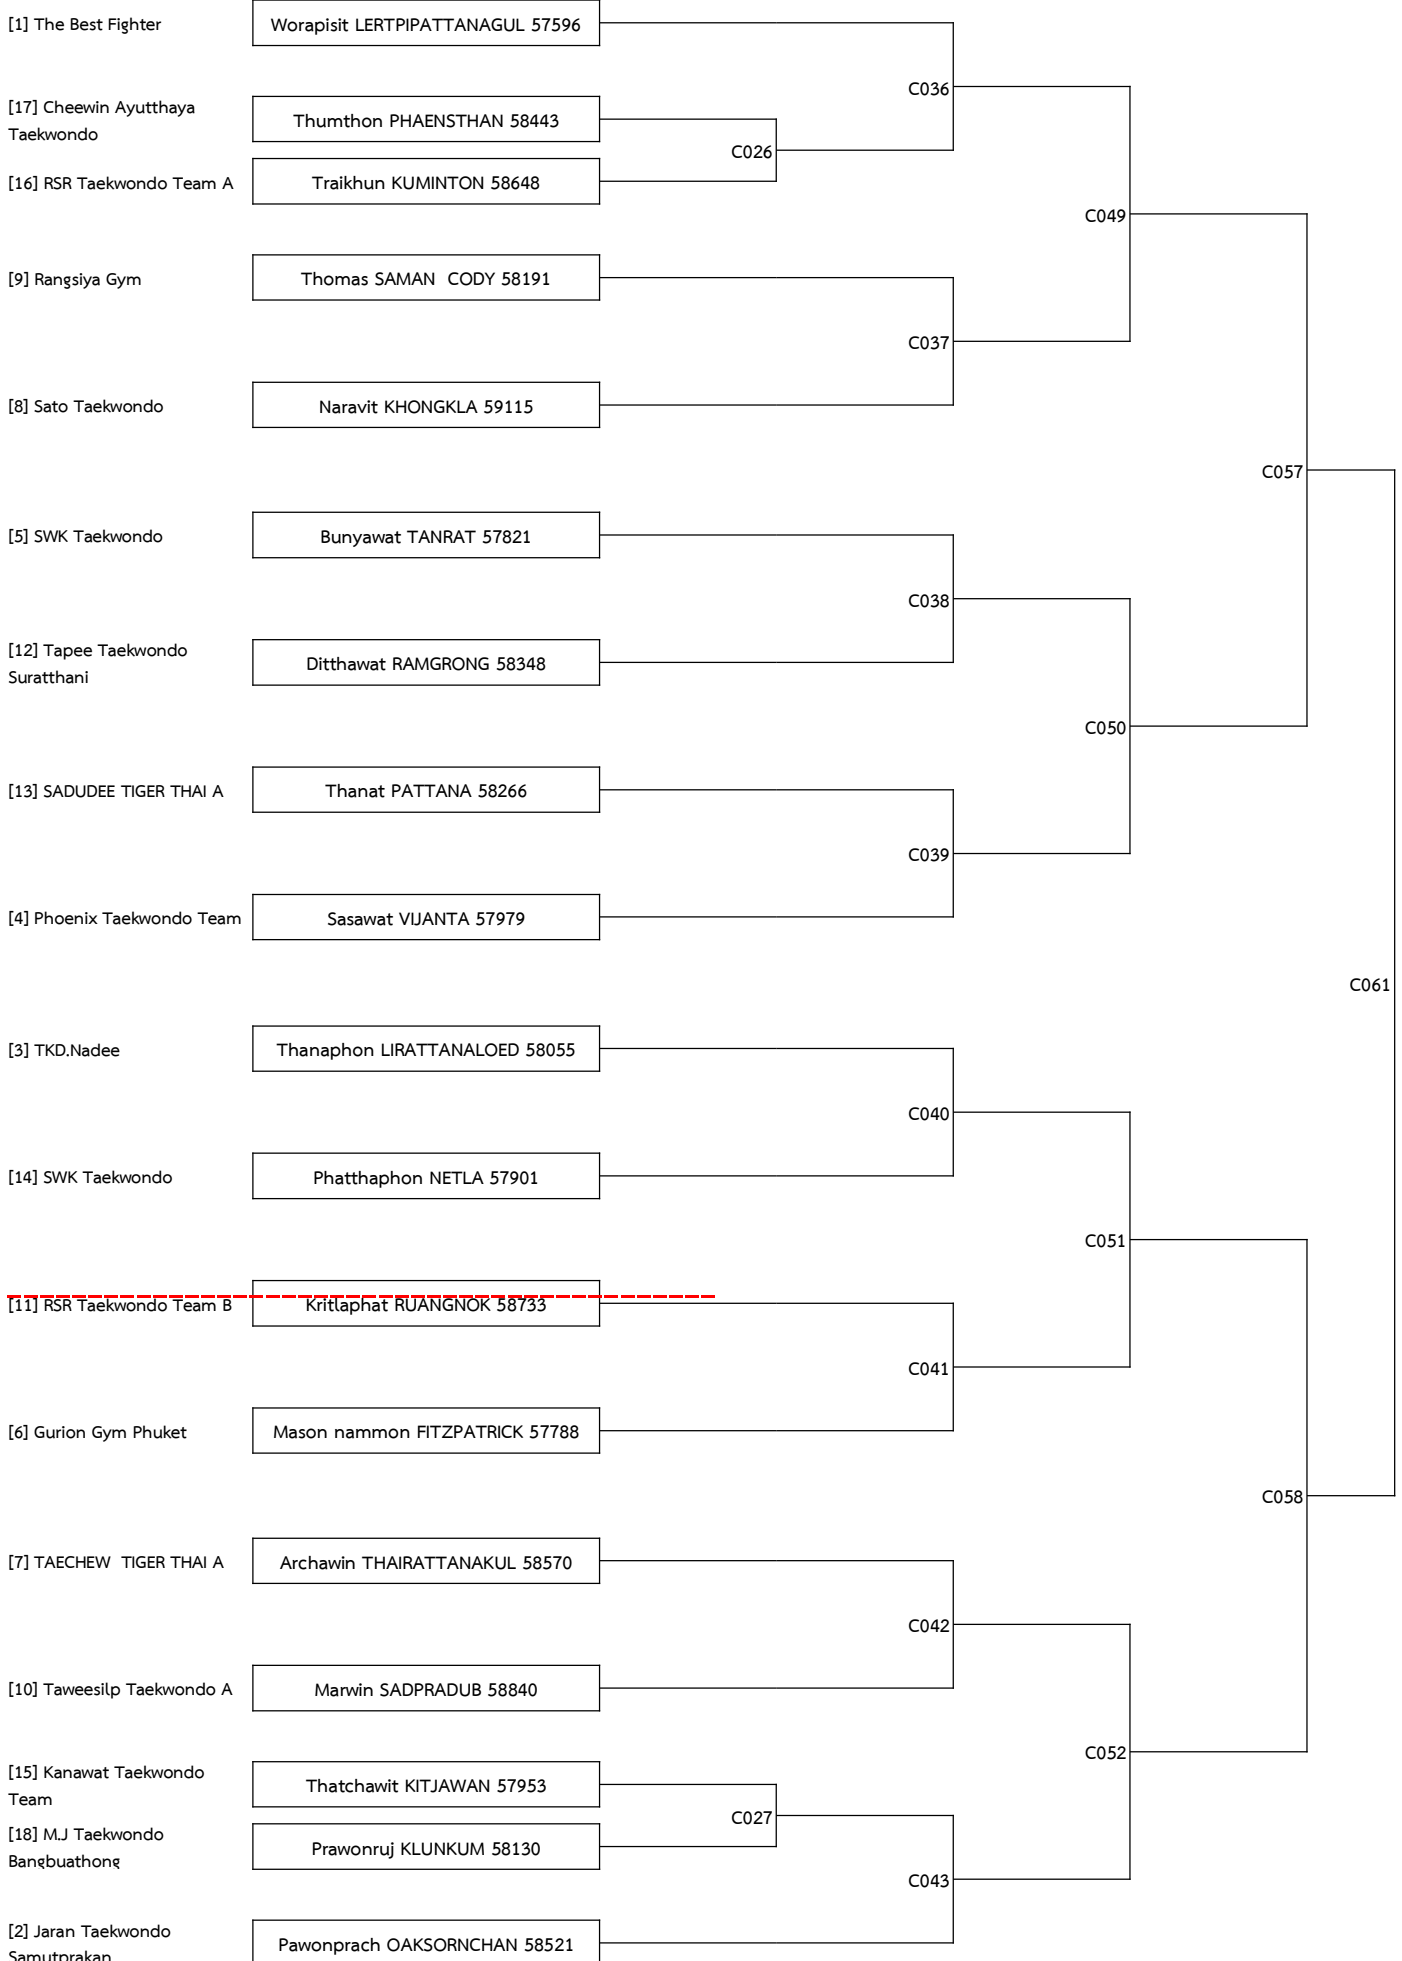 [1] The Best Fighter
Worapisit LERTPIPATTANAGUL 57596
C036
[17] Cheewin Ayutthaya
Taekwondo
Thumthon PHAENSTHAN 58443
C026
[16] RSR Taekwondo Team A
Traikhun KUMINTON 58648
C049
[9] Rangsiya Gym
Thomas SAMAN  CODY 58191
C037
[8] Sato Taekwondo
Naravit KHONGKLA 59115
C057
[5] SWK Taekwondo
Bunyawat TANRAT 57821
C038
[12] Tapee Taekwondo
Suratthani
Ditthawat RAMGRONG 58348
C050
[13] SADUDEE TIGER THAI A
Thanat PATTANA 58266
C039
[4] Phoenix Taekwondo Team
Sasawat VIJANTA 57979
C061
[3] TKD.Nadee
Thanaphon LIRATTANALOED 58055
C040
[14] SWK Taekwondo
Phatthaphon NETLA 57901
C051
[11] RSR Taekwondo Team B
Kritlaphat RUANGNOK 58733
C041
[6] Gurion Gym Phuket
Mason nammon FITZPATRICK 57788
C058
[7] TAECHEW  TIGER THAI A
Archawin THAIRATTANAKUL 58570
C042
[10] Taweesilp Taekwondo A
Marwin SADPRADUB 58840
C052
[15] Kanawat Taekwondo
Team
Thatchawit KITJAWAN 57953
C027
[18] M.J Taekwondo
Bangbuathong
Prawonruj KLUNKUM 58130
C043
[2] Jaran Taekwondo
Samutprakan
Pawonprach OAKSORNCHAN 58521